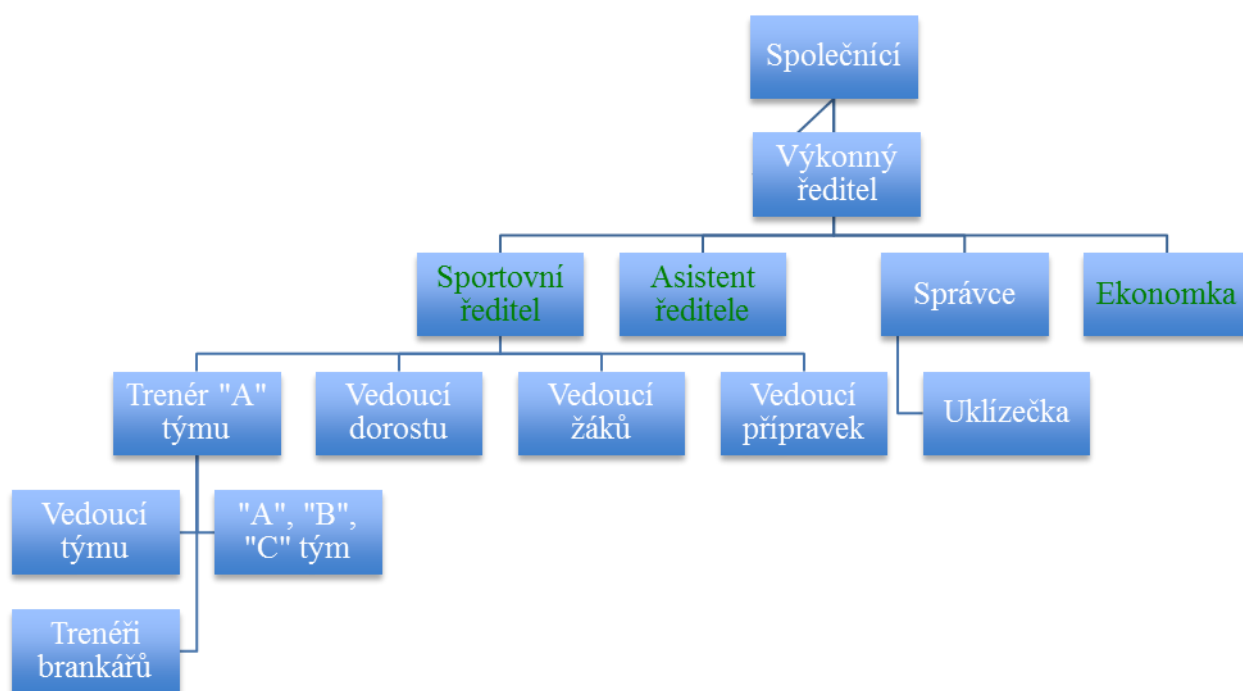 Společnící
Výkonný
ředitel
Sportovní
ředitel
Asistent
ředitele
Správce
Ekonomka
Trenér "A"
týmu
Vedoucí
dorostu
Vedoucí
žáků
Vedoucí
přípravek
Uklízečka
Vedoucí
týmu
"A", "B",
"C" tým
Trenéři
brankářů